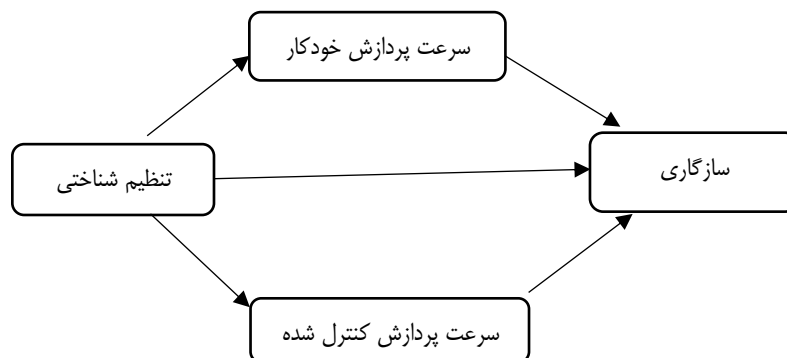 سرعت پردازش خودکار
سازگاری
تنظیم شناختی
سرعت پردازش کنترل شده